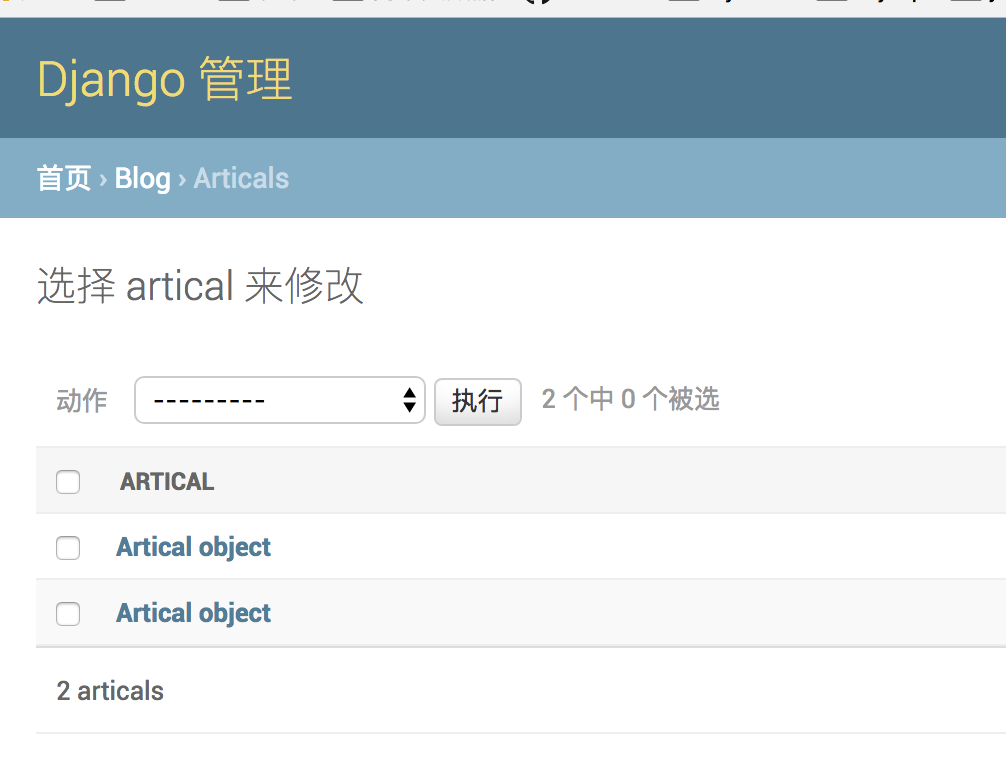 Django 管理
首页 › Blog › Articals
选择 artical 来修改
动作 --------- 执行 2 个中 0 个被选
ARTICAL
Artical object
Artical object
2 articals